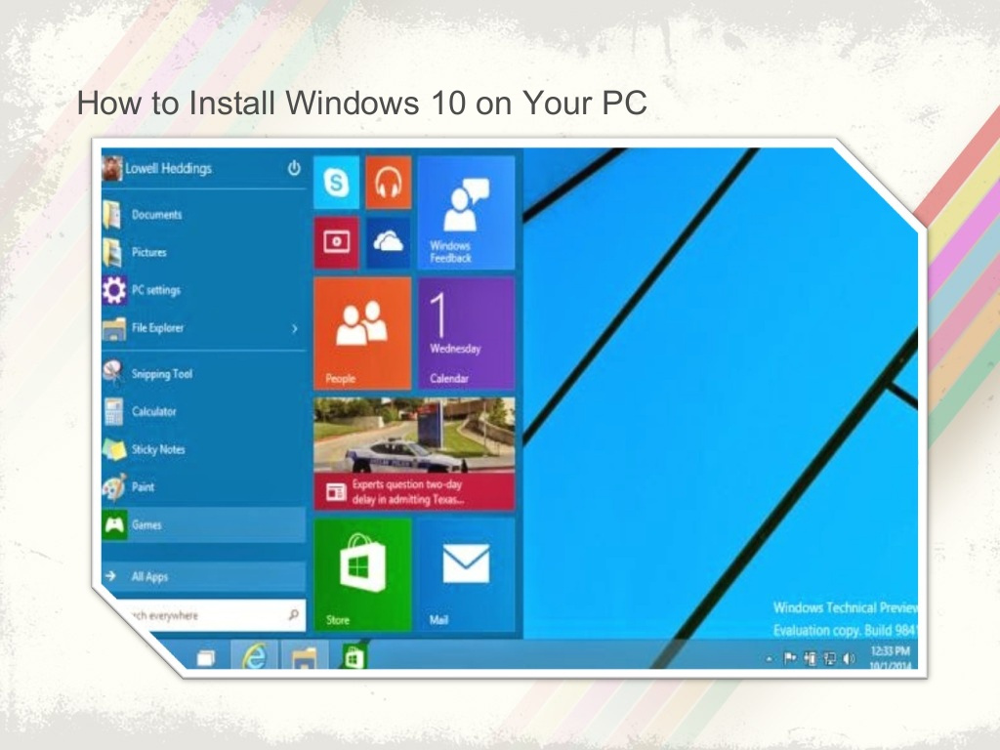 How to Install Windows 10 on Your PC
Lowell Heddings
Documents
Pictures
PC settings
File Explorer
Snipping Tool
Calculator
Sticky Notes
Paint
Games
All Apps
ch everywhere
S
Windows
Feedback
People
1
Wednesday
Calendar
Experts question two-day
delay in admitting Texas...
Store
Mail
Windows Technical Preview
Evaluation copy. Build 984
12:33 PM
10/1/2014